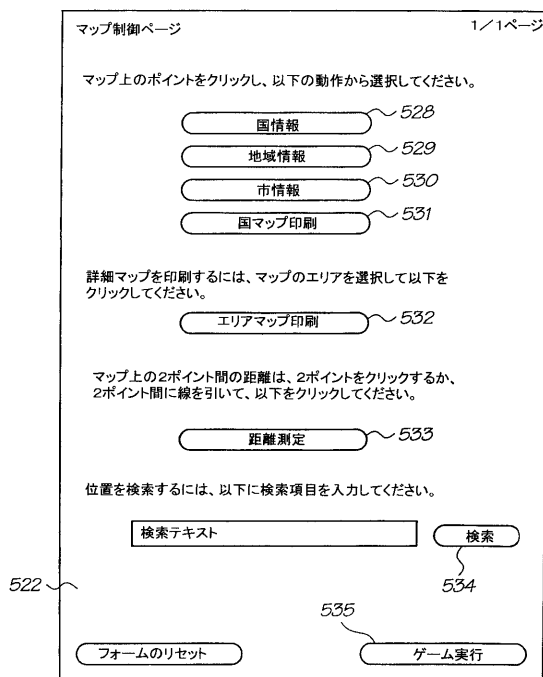 マップ制御ページ
1/1ページ
マップ上のポイントをクリックし、以下の動作から選択してください。
国情報
528
地域情報
529
市情報
530
国マップ印刷
531
詳細マップを印刷するには、マップのエリアを選択して以下を
クリックしてください。
エリアマップ印刷
532
マップ上の2ポイント間の距離は、2ポイントをクリックするか、
2ポイント間に線を引いて、以下をクリックしてください。
距離測定
533
位置を検索するには、以下に検索項目を入力してください。
検索テキスト
検索
534
522
535
フォームのリセット
ゲーム実行